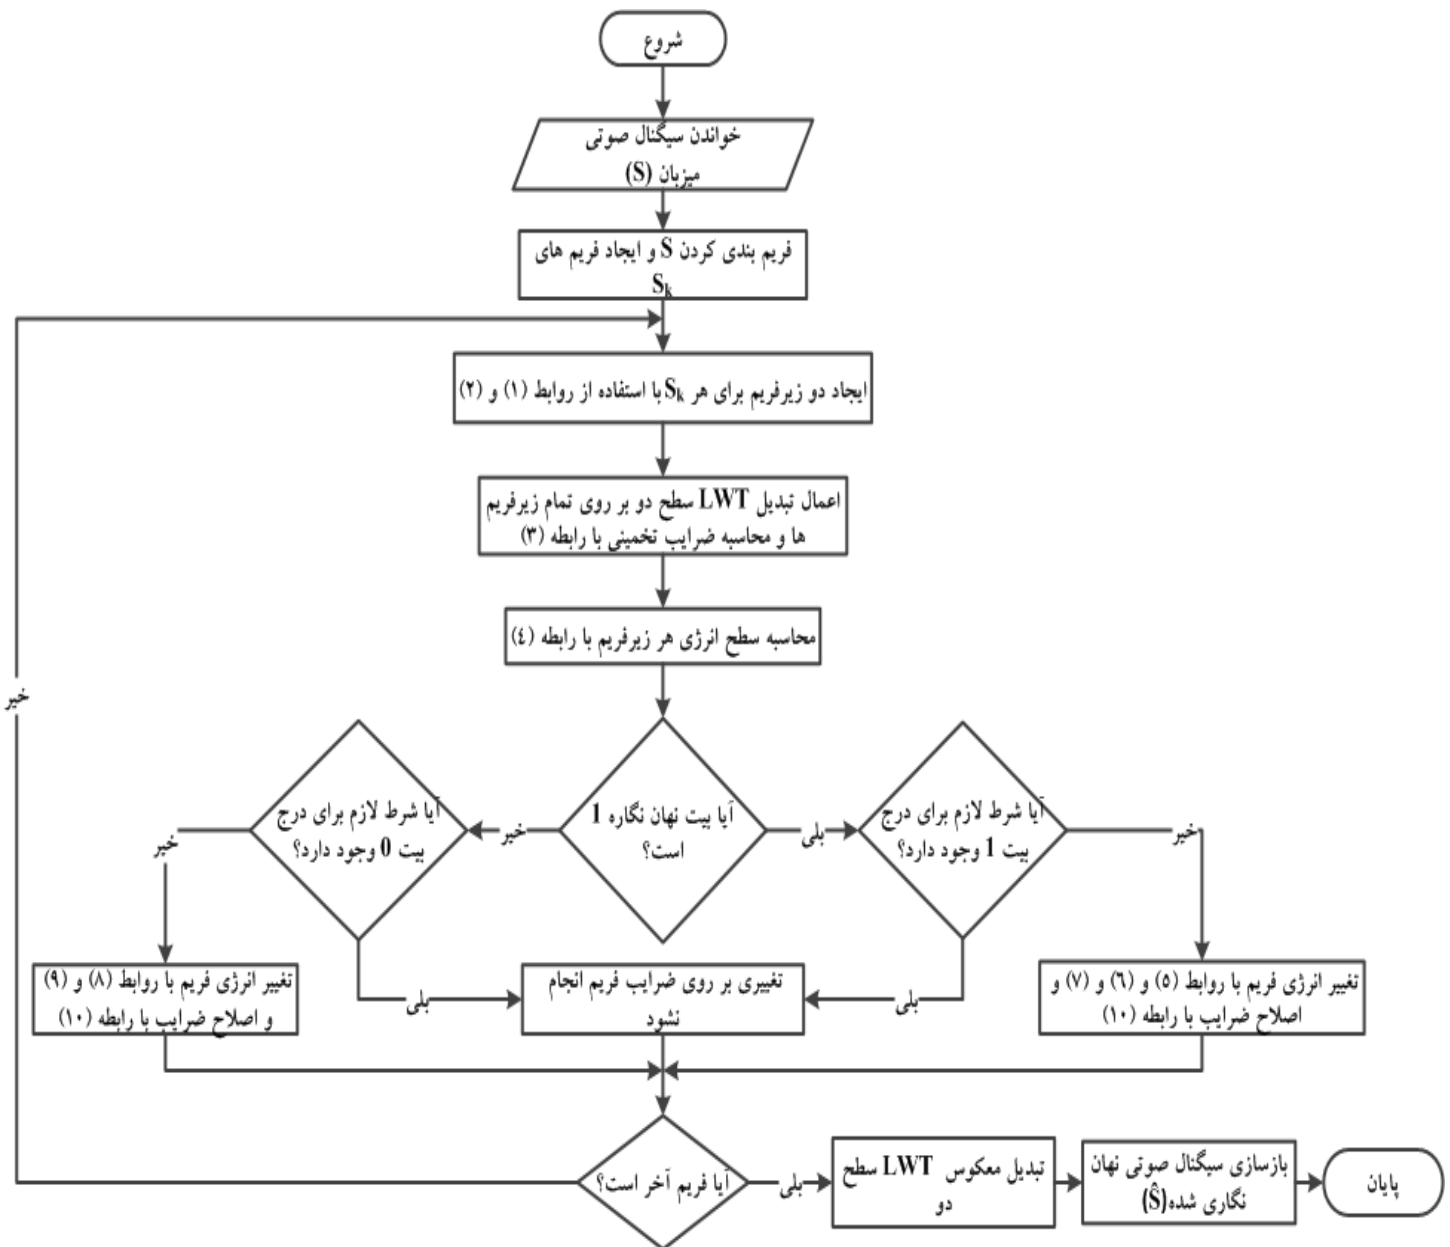 شروع
خواندن سیگنال صوتی
میزبان (S)
فریم بندی کردن S و ایجاد فریم های
Sk
ایجاد دو زیرفریم برای هر Sk با استفاده از روابط (۱) و (۲)
اعمال تبدیل LWT سطح دو بر روی تمام زیرفریم
ها و محاسبه ضرایب تخمینی با رابطه (۳)
محاسبه سطح انرژی هر زیرفریم با رابطه (٤)
خیر
آیا بیت نهان نگاره 1
است؟
بلی
آیا شرط لازم برای درج
بیت 1 وجود دارد؟
خیر
خیر
آیا شرط لازم برای درج
بیت 0 وجود دارد؟
خیر
تغییر انرژی فریم با روابط (٥) و (٦) و (۷) و
اصلاح ضرایب با رابطه (۱۰)
بلی
تغییری بر روی ضرایب فریم انجام
نشود
بلی
تغییر انرژی فریم با روابط (۸) و (۹)
و اصلاح ضرایب با رابطه (۱۰)
آیا فریم آخر است؟
بلی
تبدیل معکوس LWT سطح
دو
بازسازی سیگنال صوتی نهان
نگاری شده(Ŝ)
پایان